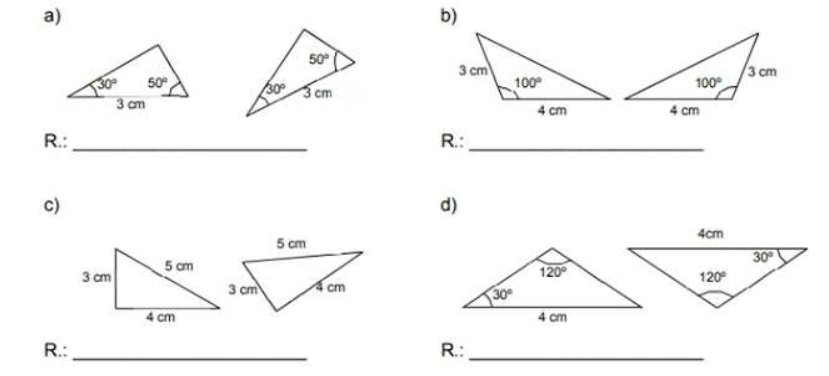 a)
30º
50º
3 cm
50º
30º
3 cm
R.:
b)
3 cm
100º
4 cm
100º
3 cm
4 cm
R.:
c)
3 cm
5 cm
4 cm
5 cm
3 cm
4 cm
R.:
d)
120º
30º
4 cm
4cm
30º
120º
R.: